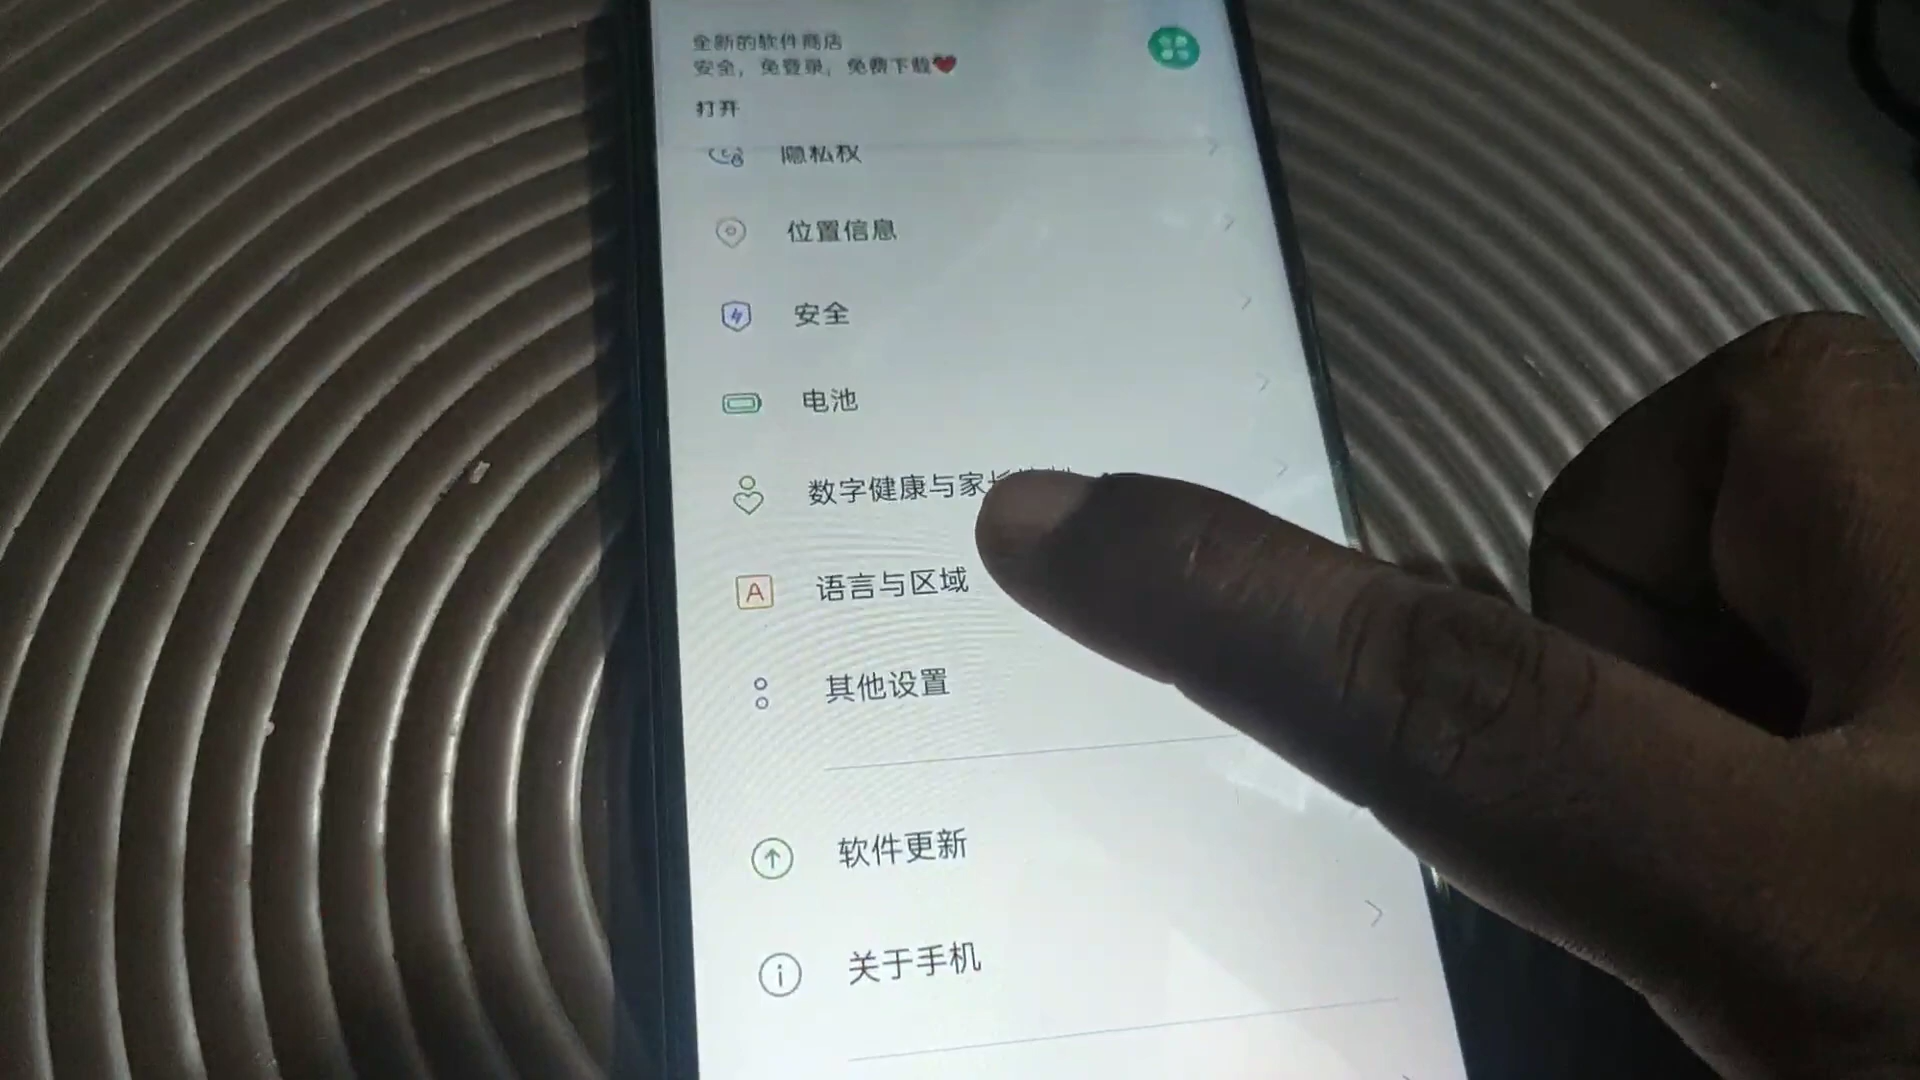 全新的软件商店
安全，免登录，免费下载❤
打开
隐私权
位置信息
安全
电池
数字健康与家长
A 语言与区域
其他设置
软件更新
关于手机